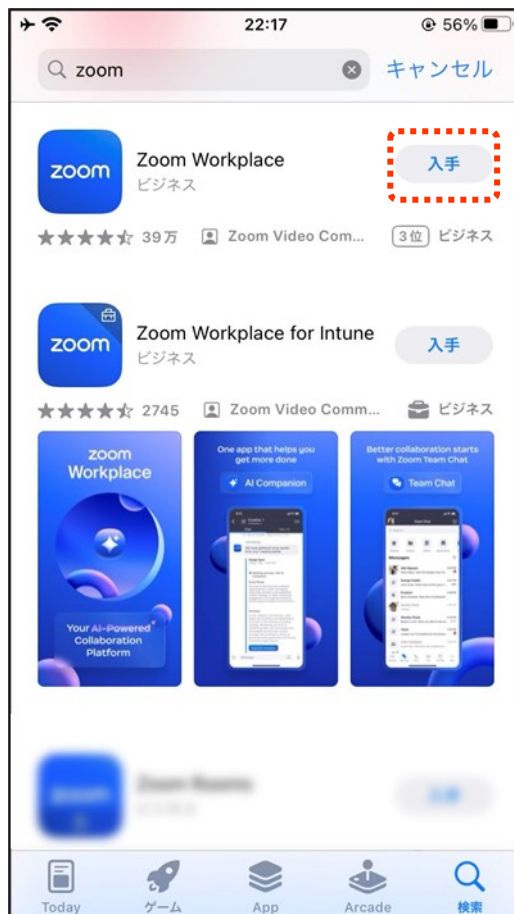 22:17
56%
zoom
キャンセル
zoom
Zoom Workplace
ビジネス
入手
39万
Zoom Video Com...
3位
ビジネス
zoom
Zoom Workplace for Intune
ビジネス
入手
2745
Zoom Video Comm...
ビジネス
zoom
Workplace
Your AI-Powered
Collaboration
Platform
One app that helps you
get more done
AI Companion
Better collaboration starts
with Zoom Team Chat
Team Chat
Messages
Zoom Rooms
Today
ゲーム
App
Arcade
検索